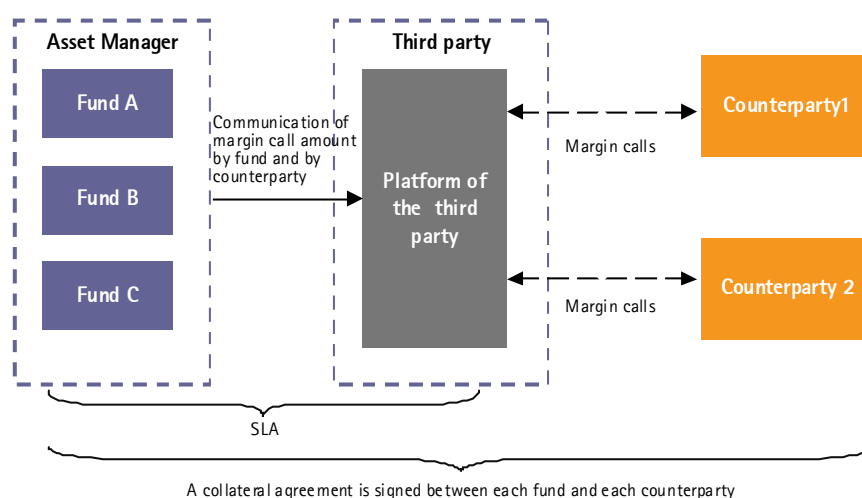 Asset Manager
Third party
Fund A
Fund B
Fund C
Communication of
margin call amount
by fund and by
counterparty
Platform of
the third
party
Counterparty1
Margin calls
Counterparty 2
Margin calls
SLA
A collateral agreement is signed between each fund and each counterparty